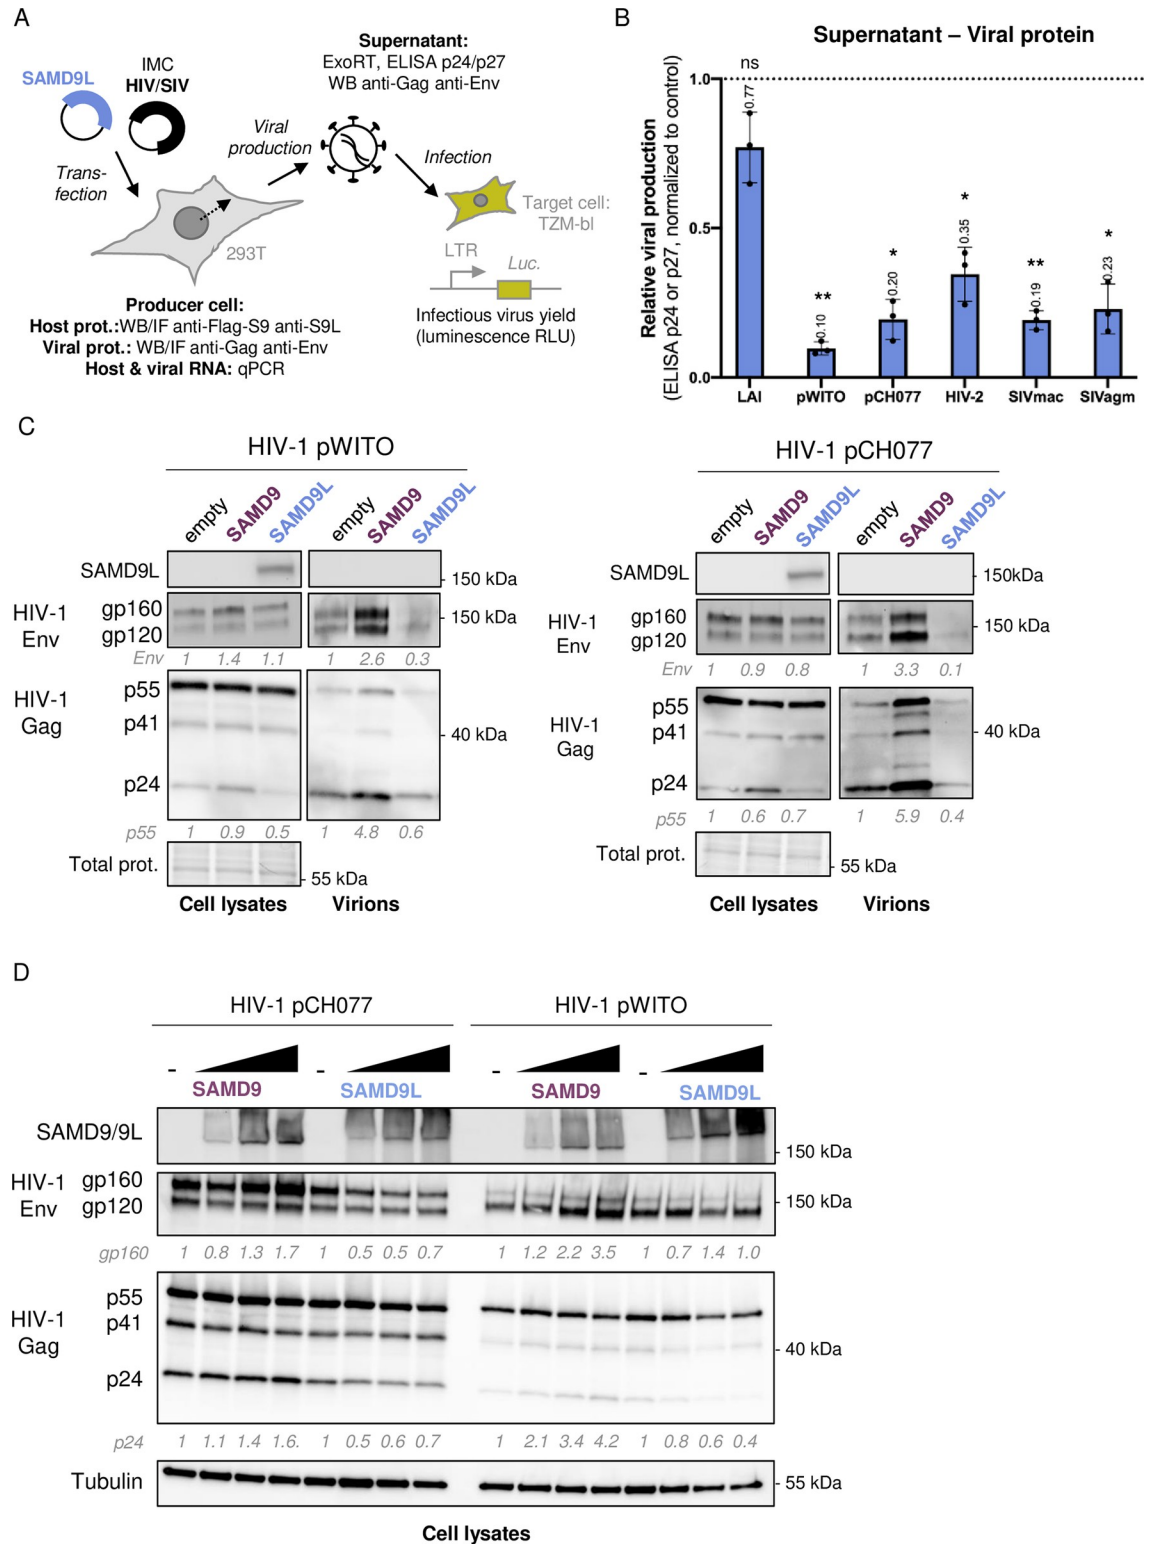 A
SAMD9L
IMC
HIV/SIV
Trans-
fection
Viral
production
293T
Supernatant:
ExoRT, ELISA p24/p27
WB anti-Gag anti-Env
Infection
Target cell:
TZM-bl
LTR
Luc.
Infectious virus yield
(luminescence RLU)
Producer cell:
Host prot.:WB/IF anti-Flag-S9 anti-S9L
Viral prot.: WB/IF anti-Gag anti-Env
Host & viral RNA: qPCR
B
Supernatant – Viral protein
Relative viral production
(ELISA p24 or p27, normalized to control)
1.0
0.5
0.0
ns
** * * ** *
0.77 0.10 0.20 0.35 0.19 0.23
LAI pWITO pCH077 HIV-2 SIVmac SIVagm
C
HIV-1 pWITO
empty SAMD9 SAMD9L empty SAMD9 SAMD9L
SAMD9L
150 kDa
HIV-1
Env
gp160
gp120
150 kDa
Env 1 1.4 1.1 1 2.6 0.3
HIV-1
Gag
p55
p41
p24
40 kDa
p55 1 0.9 0.5 1 4.8 0.6
Total prot.
55 kDa
Cell lysates Virions
HIV-1 pCH077
empty SAMD9 SAMD9L empty SAMD9 SAMD9L
SAMD9L
150kDa
HIV-1
Env
gp160
gp120
150 kDa
Env 1 0.9 0.8 1 3.3 0.1
HIV-1
Gag
p55
p41
p24
40 kDa
p55 1 0.6 0.7 1 5.9 0.4
Total prot.
55 kDa
Cell lysates Virions
D
HIV-1 pCH077 HIV-1 pWITO
- - - -
SAMD9 SAMD9L SAMD9 SAMD9L
SAMD9/9L
150 kDa
HIV-1
Env
gp160
gp120
150 kDa
gp160 1 0.8 1.3 1.7 1 0.5 0.5 0.7 1 1.2 2.2 3.5 1 0.7 1.4 1.0
HIV-1
Gag
p55
p41
p24
40 kDa
p24 1 1.1 1.4 1.6. 1 0.5 0.6 0.7 1 2.1 3.4 4.2 1 0.8 0.6 0.4
Tubulin
55 kDa
Cell lysates